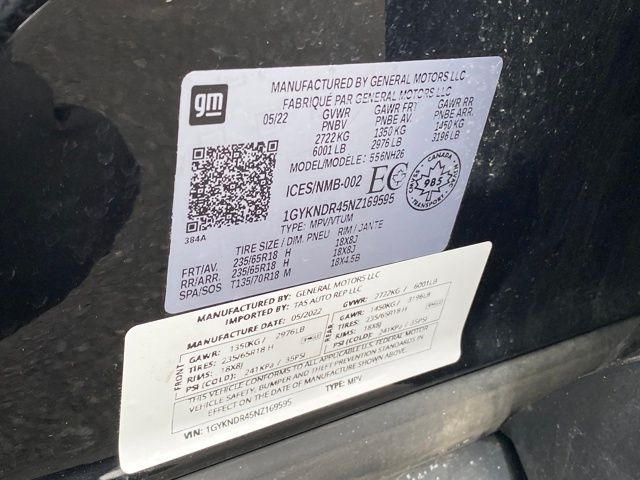 gm
MANUFACTURED BY GENERAL MOTORS LLC
FABRIQUÉ PAR GENERAL MOTORS LLC
05/22 GVWR GAWR FRT GAWR RR
PNBV PNBE AV. PNBE ARR.
2722 KG 1350 KG 1450 KG
6001 LB 2976 LB 3196 LB
MODEL/MODELE: 556NH26
ICES/NMB-002 EC
CANADA
985
1GYKNDR45NZ169595
384A
TYPE: MPV/VTUM
TIRE SIZE / DIM. PNEU RIM / JANTE
FRT/AV. 235/65R18 H 18X8J
RR/ARR. 235/65R18 H 18X8J
SPA/SOS T135/70R18 M 18X4.5B
MANUFACTURED BY: GENERAL MOTORS LLC
IMPORTED BY: TAS AUTO REP LLC
MANUFACTURE DATE: 05/2022
GVWR: 2722KG / 6001LB
FRONT GAWR: 1350KG / 2976LB
TIRES: 235/65R18 H
RIMS: 18X8J
PSI (COLD): 241KPa / 35PSI
REAR GAWR: 1450KG / 3196LB
TIRES: 235/65R18 H
RIMS: 18X8J
PSI (COLD): 241KPa / 35PSI
THIS VEHICLE CONFORMS TO ALL APPLICABLE U.S. FEDERAL MOTOR
VEHICLE SAFETY, BUMPER AND THEFT PREVENTION STANDARDS IN
EFFECT ON THE DATE OF MANUFACTURE SHOWN ABOVE.
VIN: 1GYKNDR45NZ169595 TYPE: MPV